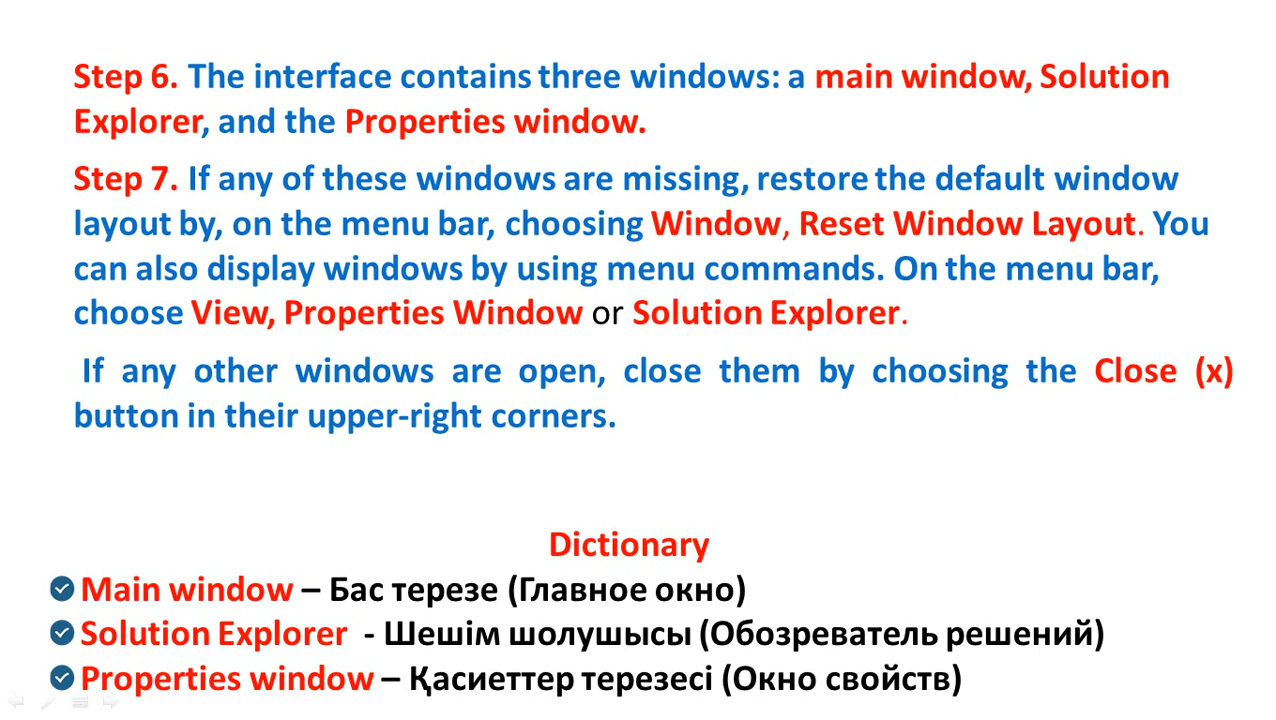 Step 6. The interface contains three windows: a main window, Solution
Explorer, and the Properties window.
Step 7. If any of these windows are missing, restore the default window
layout by, on the menu bar, choosing Window, Reset Window Layout. You
can also display windows by using menu commands. On the menu bar,
choose View, Properties Window or Solution Explorer.
If any other windows are open, close them by choosing the Close (x)
button in their upper-right corners.
Dictionary
Main window – Бас терезе (Главное окно)
Solution Explorer - Шешім шолушысы (Обозреватель решений)
Properties window – Қасиеттер терезесі (Окно свойств)